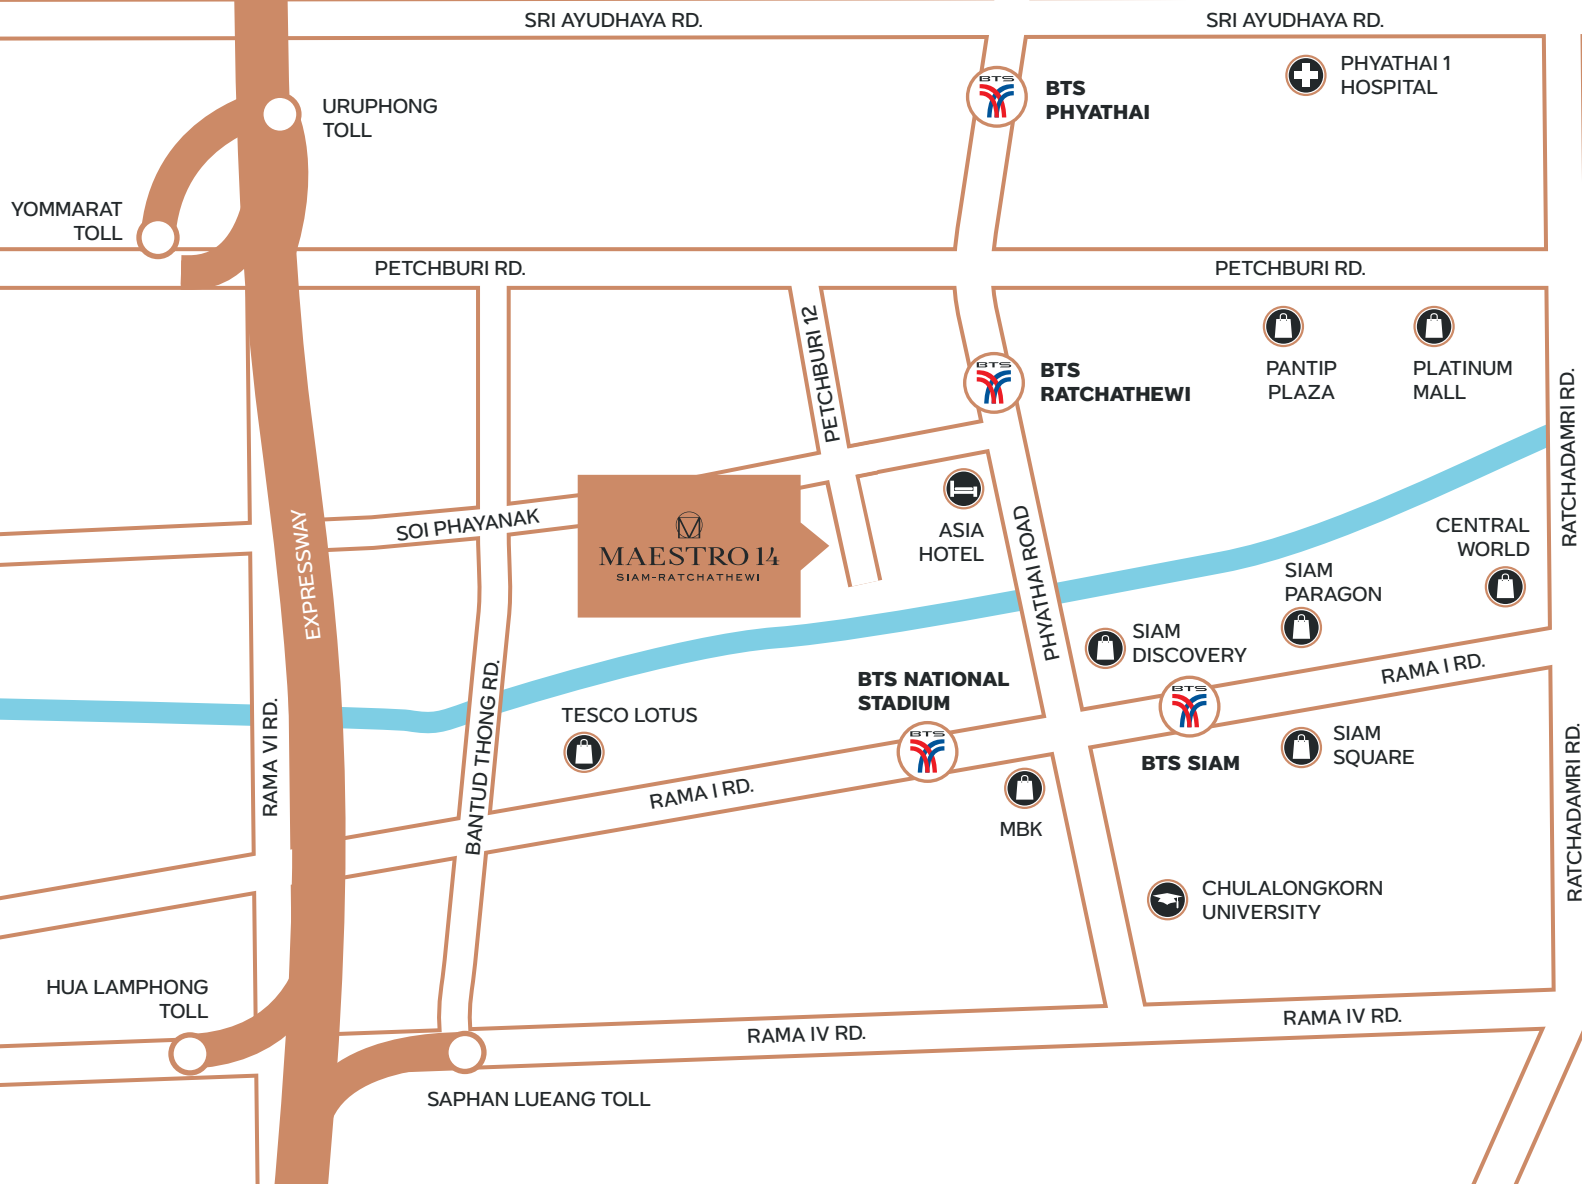 SRI AYUDHAYA RD.
SRI AYUDHAYA RD.
PHYATHAI 1
HOSPITAL
BTS
BTS
PHYATHAI
URUPHONG
TOLL
YOMMARAT
TOLL
PETCHBURI RD.
PETCHBURI RD.
PETCHBURI 12
BTS
BTS
RATCHATHEWI
PANTIP
PLAZA
PLATINUM
MALL
RATCHADAMRI RD.
SOI PHAYANAK
EXPRESSWAY
MAESTRO 14
SIAM-RATCHATHEWI
ASIA
HOTEL
PHYATHAI ROAD
CENTRAL
WORLD
SIAM
PARAGON
SIAM
DISCOVERY
RAMA I RD.
BTS NATIONAL
STADIUM
BTS
BTS
BTS SIAM
SIAM
SQUARE
TESCO LOTUS
RAMA VI RD.
BANTUD THONG RD.
RAMA I RD.
MBK
RATCHADAMRI RD.
CHULALONGKORN
UNIVERSITY
HUA LAMPHONG
TOLL
RAMA IV RD.
RAMA IV RD.
SAPHAN LUEANG TOLL